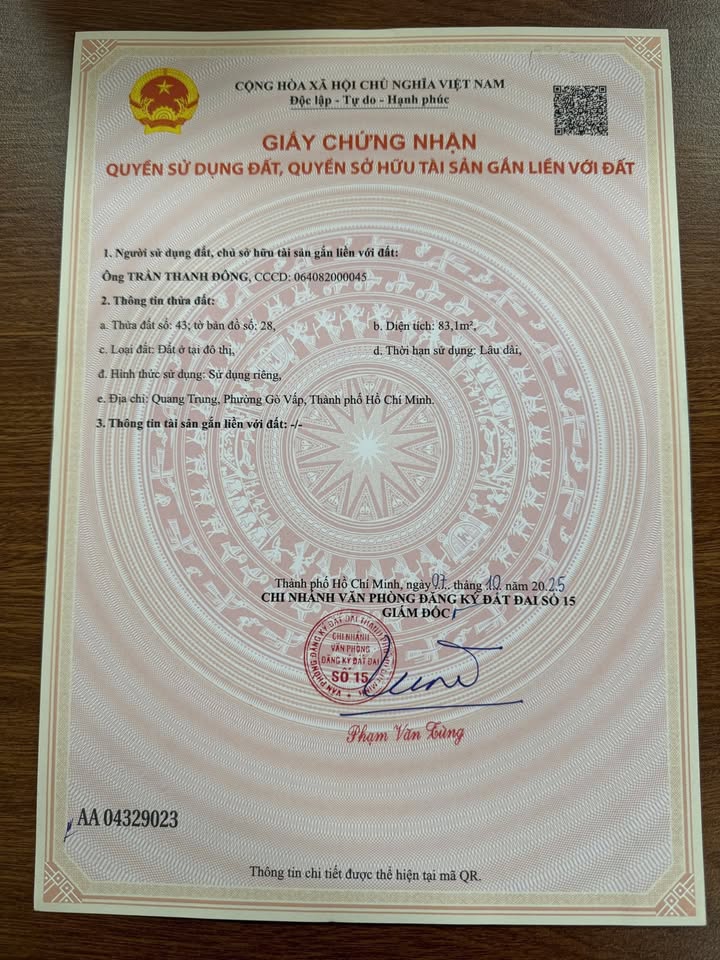 CỘNG HÒA XÃ HỘI CHỦ NGHĨA VIỆT NAM
Độc lập - Tự do - Hạnh phúc
GIẤY CHỨNG NHẬN
QUYỀN SỬ DỤNG ĐẤT, QUYỀN SỞ HỮU TÀI SẢN GẮN LIỀN VỚI ĐẤT
1. Người sử dụng đất, chủ sở hữu tài sản gắn liền với đất:
Ông TRẦN THANH ĐÔNG, CCCD: 064082000045
2. Thông tin thửa đất:
a. Thửa đất số: 43; tờ bản đồ số: 28, b. Diện tích: 83,1m²,
c. Loại đất: Đất ở tại đô thị, d. Thời hạn sử dụng: Lâu dài,
đ. Hình thức sử dụng: Sử dụng riêng,
e. Địa chỉ: Quang Trung, Phường Gò Vấp, Thành phố Hồ Chí Minh.
3. Thông tin tài sản gắn liền với đất: -/-
Thành phố Hồ Chí Minh, ngày 07 tháng 10 năm 2025
CHI NHÁNH VĂN PHÒNG ĐĂNG KÝ ĐẤT ĐAI SỐ 15
GIÁM ĐỐC
CHI NHÁNH
VĂN PHÒNG
ĐĂNG KÝ ĐẤT ĐAI
SỐ 15
Phạm Văn Tùng
AA 04329023
Thông tin chi tiết được thể hiện tại mã QR.